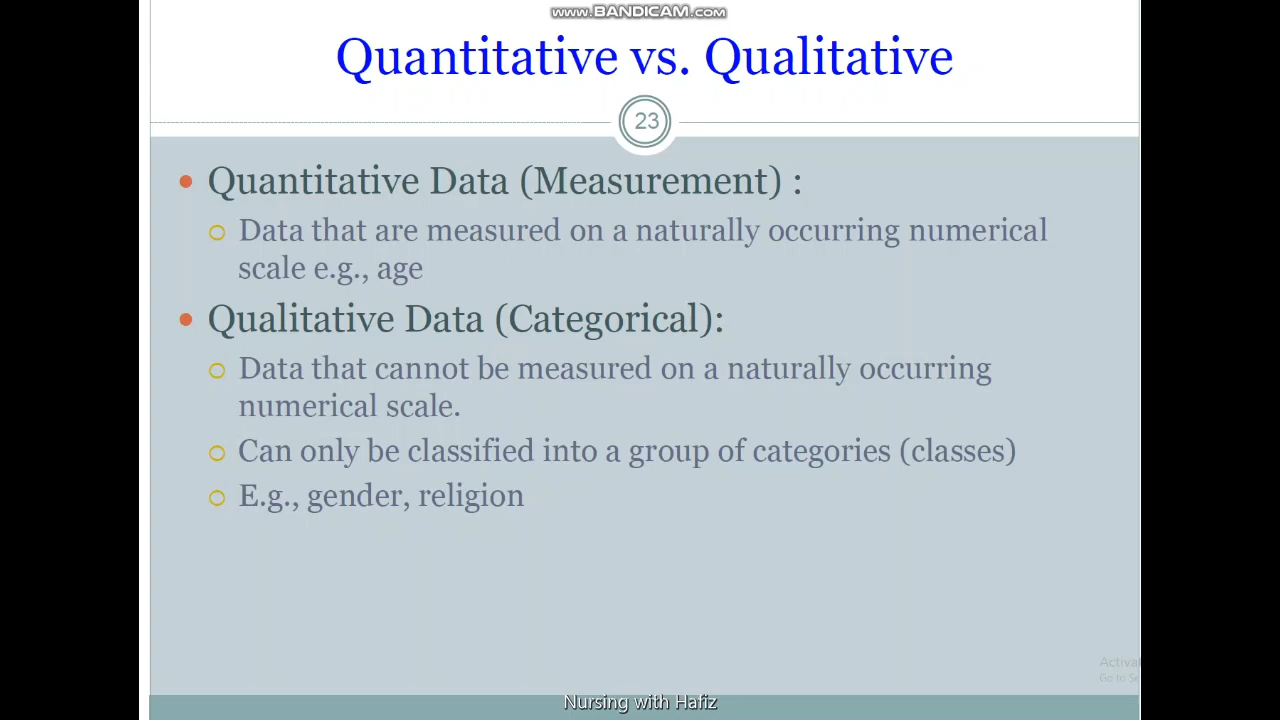 www.BANDICAM.com
Quantitative vs. Qualitative
23
Quantitative Data (Measurement) :
Data that are measured on a naturally occurring numerical
scale e.g., age
Qualitative Data (Categorical):
Data that cannot be measured on a naturally occurring
numerical scale.
Can only be classified into a group of categories (classes)
E.g., gender, religion
Go to
Nursing with Hafiz